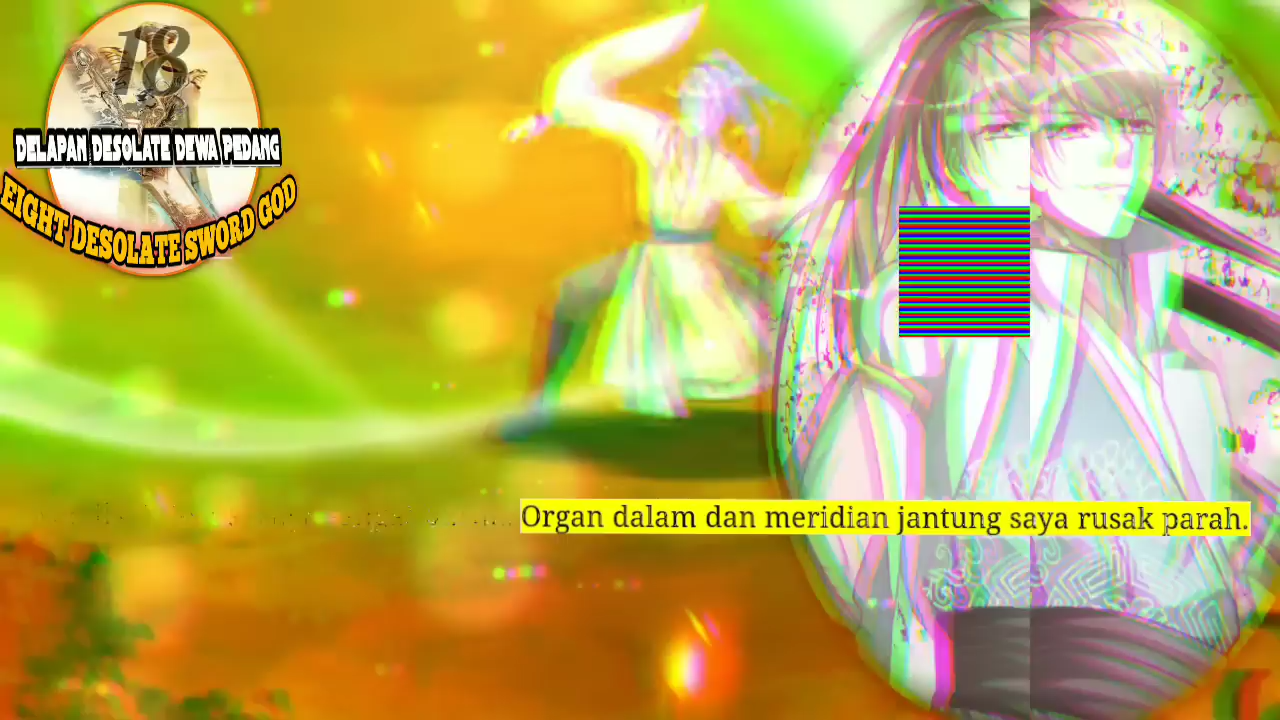 18
DELAPAN DESOLATE DEWA PEDANG
EIGHT DESOLATE SWORD GOD
Organ dalam dan meridian jantung saya rusak parah.